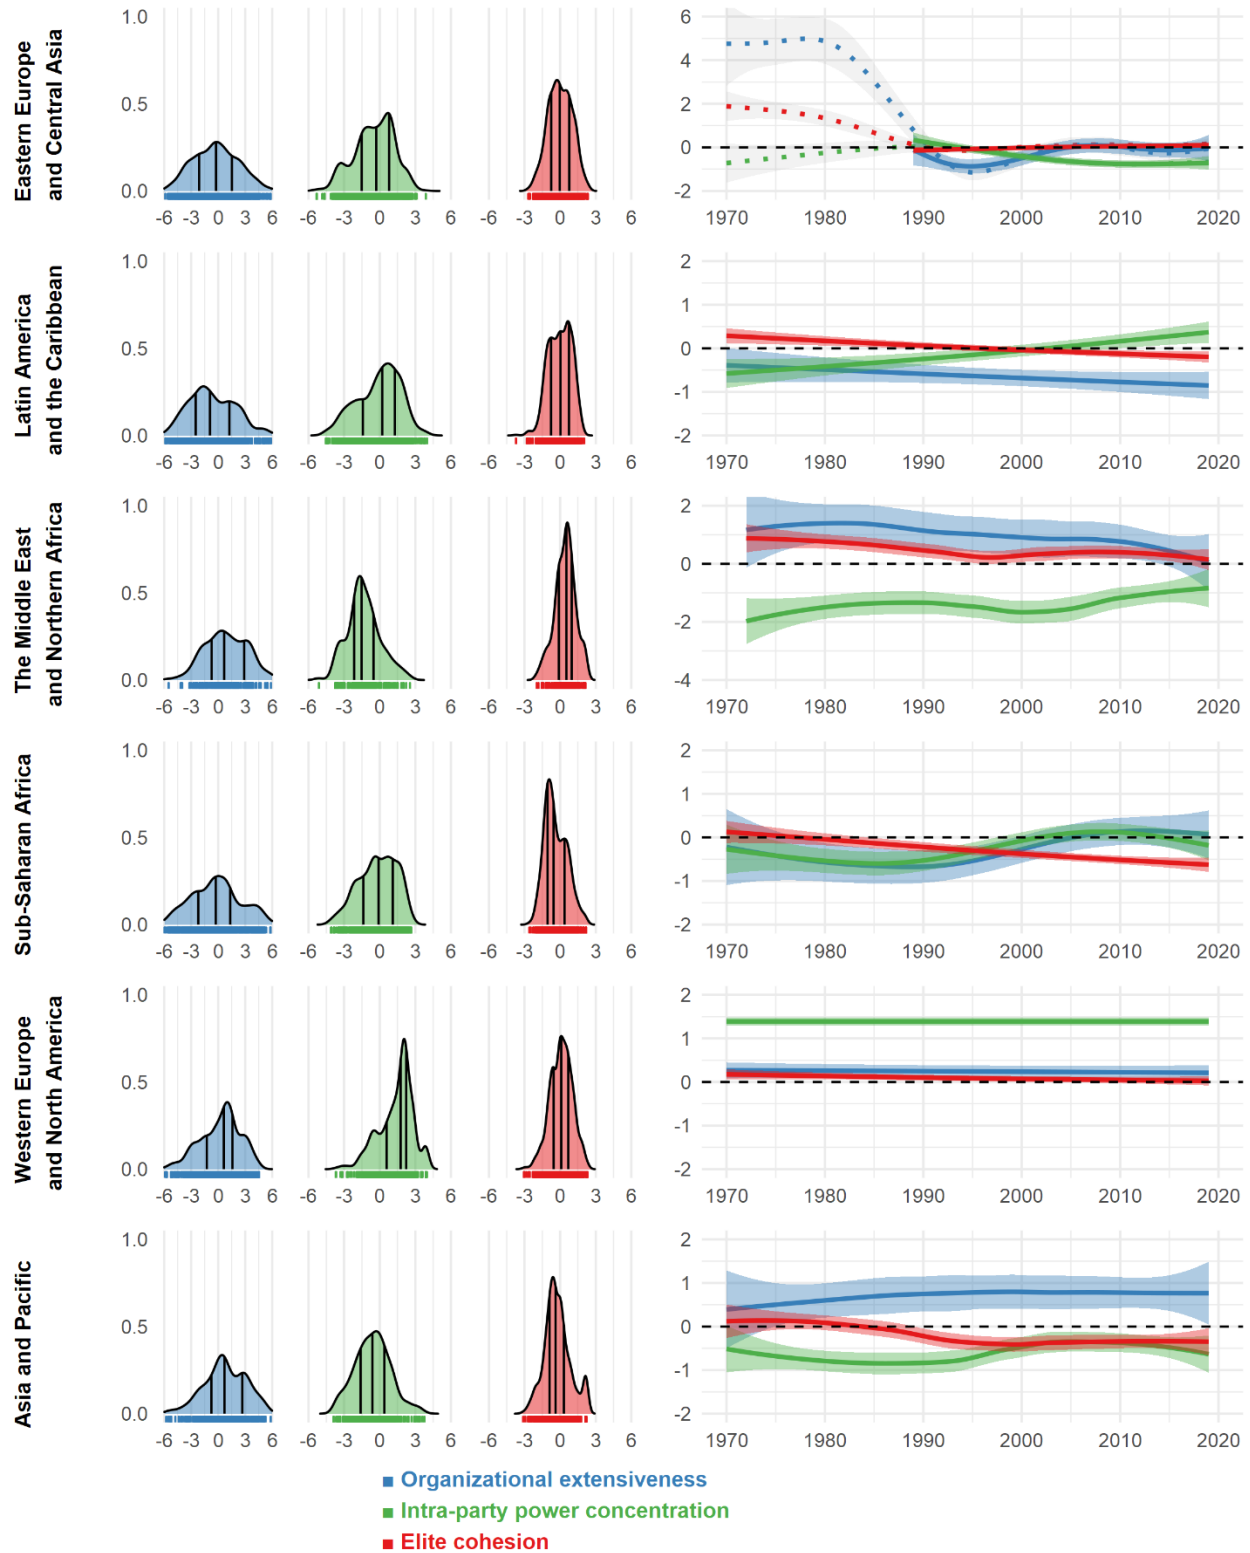 Eastern Europe
and Central Asia
1.0
0.5
0.0
-6 -3 0 3 6
-6 -3 0 3 6
-6 -3 0 3 6
6
4
2
0
-2
1970 1980 1990 2000 2010 2020
Latin America
and the Caribbean
1.0
0.5
0.0
-6 -3 0 3 6
-6 -3 0 3 6
-6 -3 0 3 6
2
1
0
-1
-2
1970 1980 1990 2000 2010 2020
The Middle East
and Northern Africa
1.0
0.5
0.0
-6 -3 0 3 6
-6 -3 0 3 6
-6 -3 0 3 6
2
0
-2
-4
1970 1980 1990 2000 2010 2020
Sub-Saharan Africa
1.0
0.5
0.0
-6 -3 0 3 6
-6 -3 0 3 6
-6 -3 0 3 6
2
1
0
-1
-2
1970 1980 1990 2000 2010 2020
Western Europe
and North America
1.0
0.5
0.0
-6 -3 0 3 6
-6 -3 0 3 6
-6 -3 0 3 6
2
1
0
-1
-2
1970 1980 1990 2000 2010 2020
Asia and Pacific
1.0
0.5
0.0
-6 -3 0 3 6
-6 -3 0 3 6
-6 -3 0 3 6
2
1
0
-1
-2
1970 1980 1990 2000 2010 2020
Organizational extensiveness
Intra-party power concentration
Elite cohesion